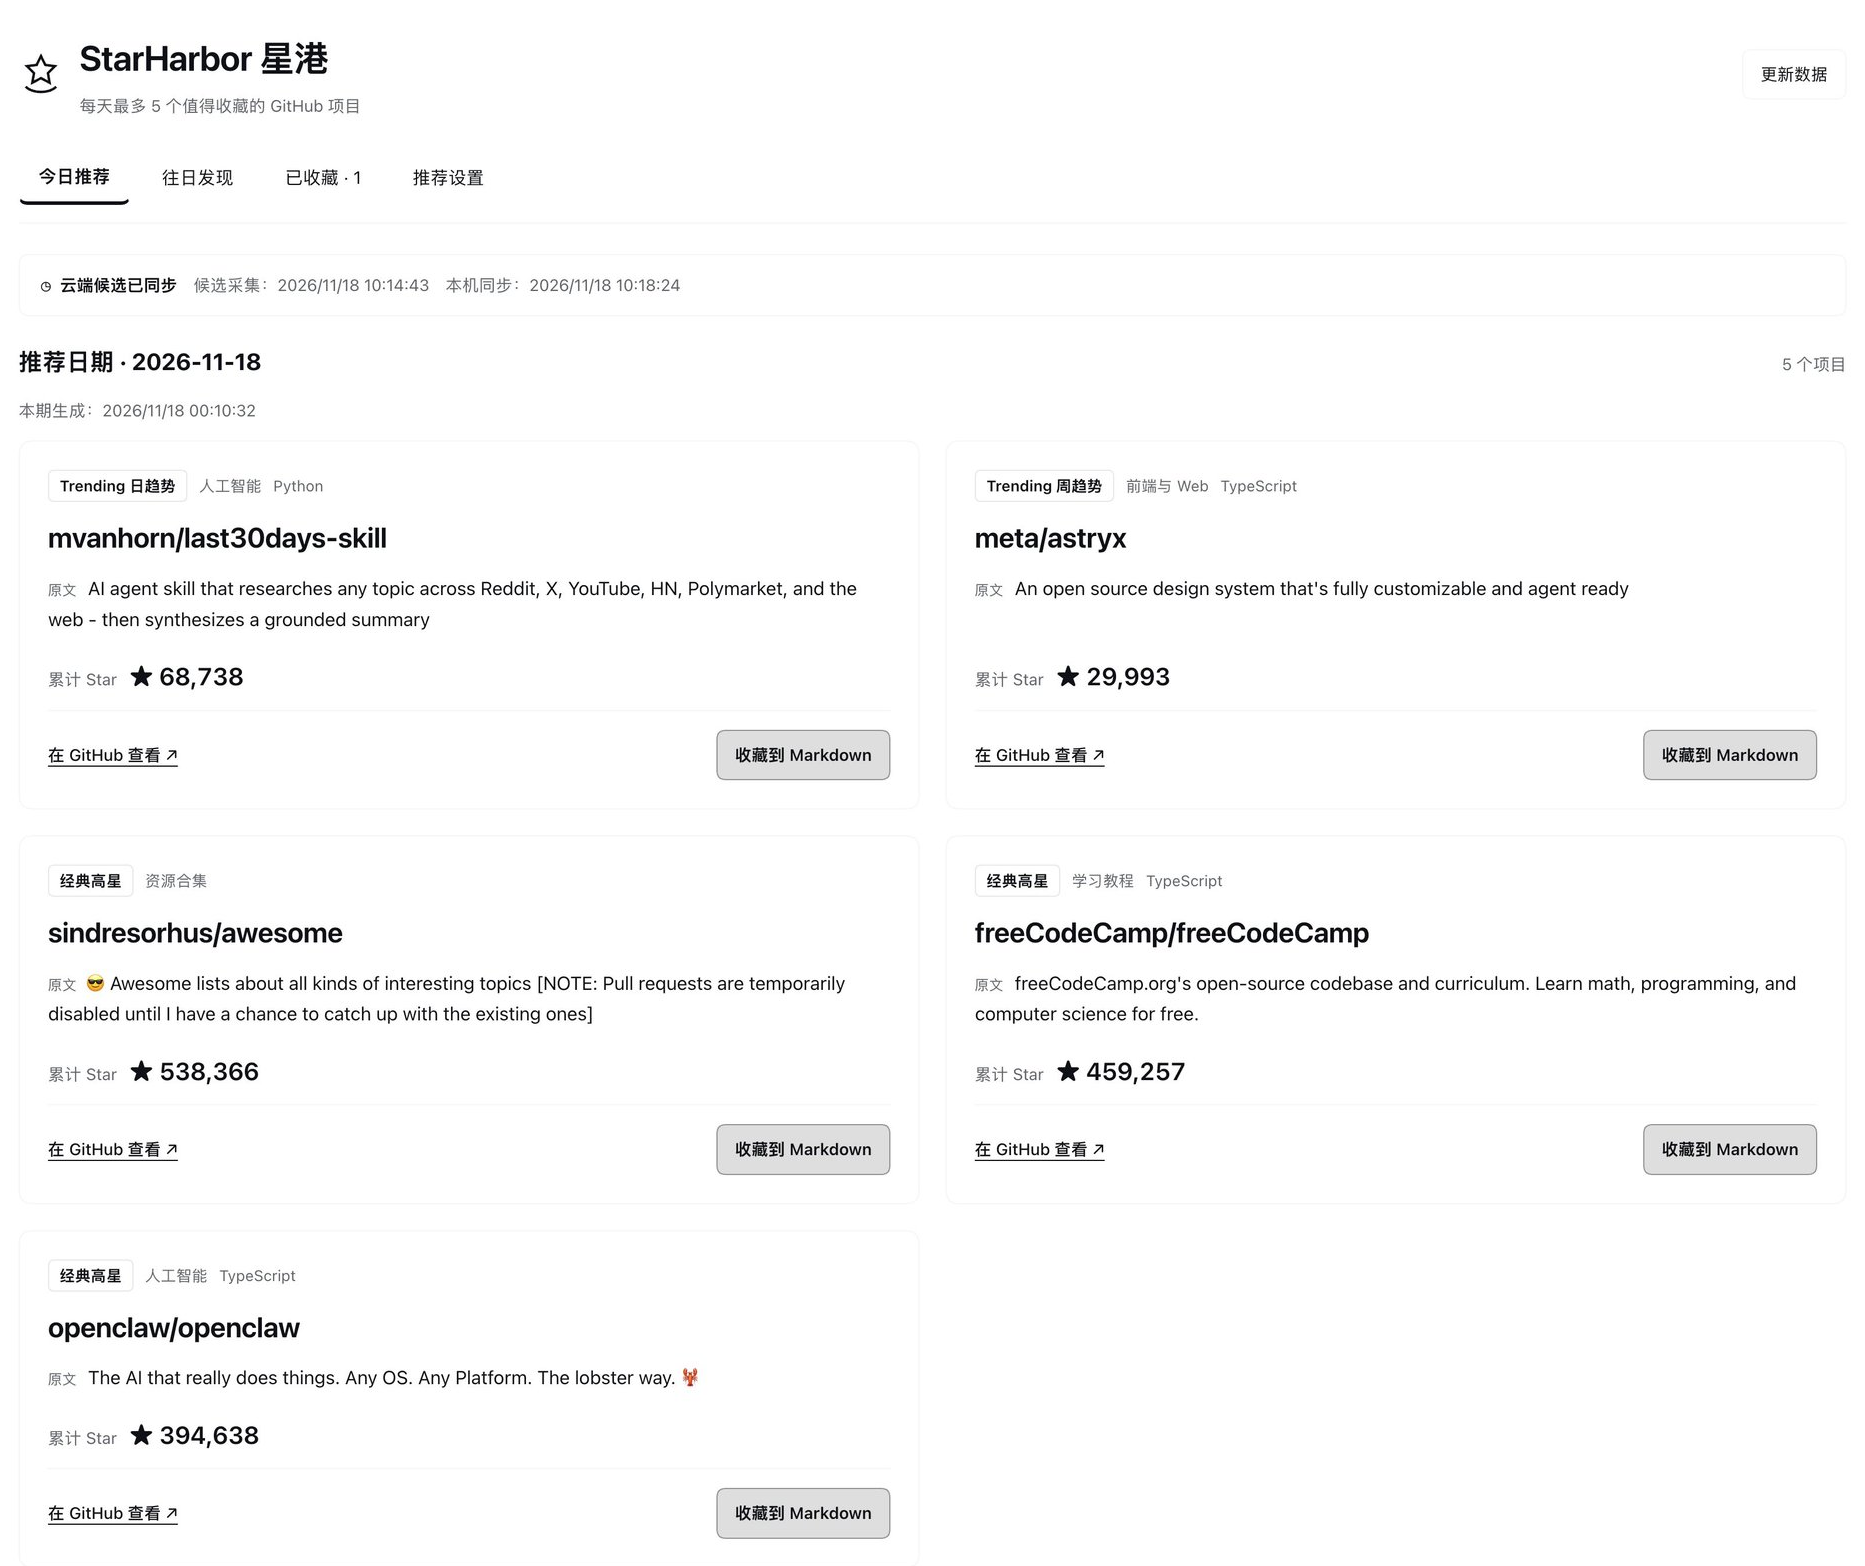 StarHarbor 星港
每天最多 5 个值得收藏的 GitHub 项目
更新数据
今日推荐
往日发现
已收藏 · 1
推荐设置
云端候选已同步 候选采集：2026/11/18 10:14:43 本机同步：2026/11/18 10:18:24
推荐日期 · 2026-11-18
5 个项目
本期生成：2026/11/18 00:10:32
Trending 日趋势 人工智能 Python
mvanhorn/last30days-skill
原文 AI agent skill that researches any topic across Reddit, X, YouTube, HN, Polymarket, and the
web - then synthesizes a grounded summary
累计 Star ★ 68,738
在 GitHub 查看 ↗
收藏到 Markdown
Trending 周趋势 前端与 Web TypeScript
meta/astryx
原文 An open source design system that's fully customizable and agent ready
累计 Star ★ 29,993
在 GitHub 查看 ↗
收藏到 Markdown
经典高星 资源合集
sindresorhus/awesome
原文 😎 Awesome lists about all kinds of interesting topics [NOTE: Pull requests are temporarily
disabled until I have a chance to catch up with the existing ones]
累计 Star ★ 538,366
在 GitHub 查看 ↗
收藏到 Markdown
经典高星 学习教程 TypeScript
freeCodeCamp/freeCodeCamp
原文 freeCodeCamp.org's open-source codebase and curriculum. Learn math, programming, and
computer science for free.
累计 Star ★ 459,257
在 GitHub 查看 ↗
收藏到 Markdown
经典高星 人工智能 TypeScript
openclaw/openclaw
原文 The AI that really does things. Any OS. Any Platform. The lobster way. 🦞
累计 Star ★ 394,638
在 GitHub 查看 ↗
收藏到 Markdown